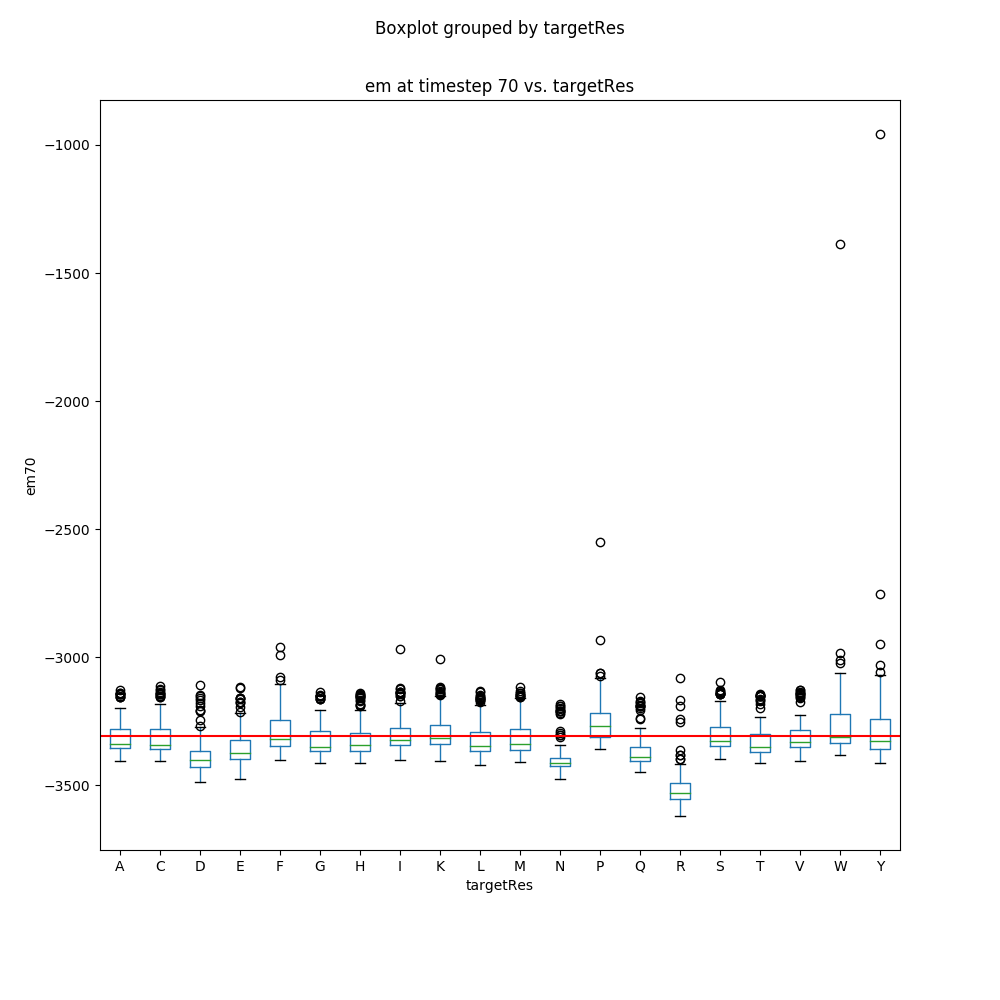 Boxplot grouped by targetRes
em at timestep 70 vs. targetRes
−1000
−1500
−2000
−2500
−3000
−3500
em70
A C D E F G H I K L M N P Q R S T V W Y
targetRes